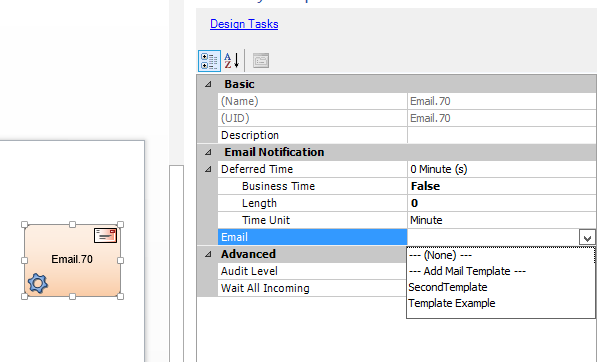 Design Tasks
Basic
(Name) Email.70
(UID) Email.70
Description
Email Notification
Deferred Time 0 Minute (s)
Business Time False
Length 0
Time Unit Minute
Email
Advanced
Audit Level
Wait All Incoming
--- (None) ---
--- Add Mail Template ---
SecondTemplate
Template Example
Email.70